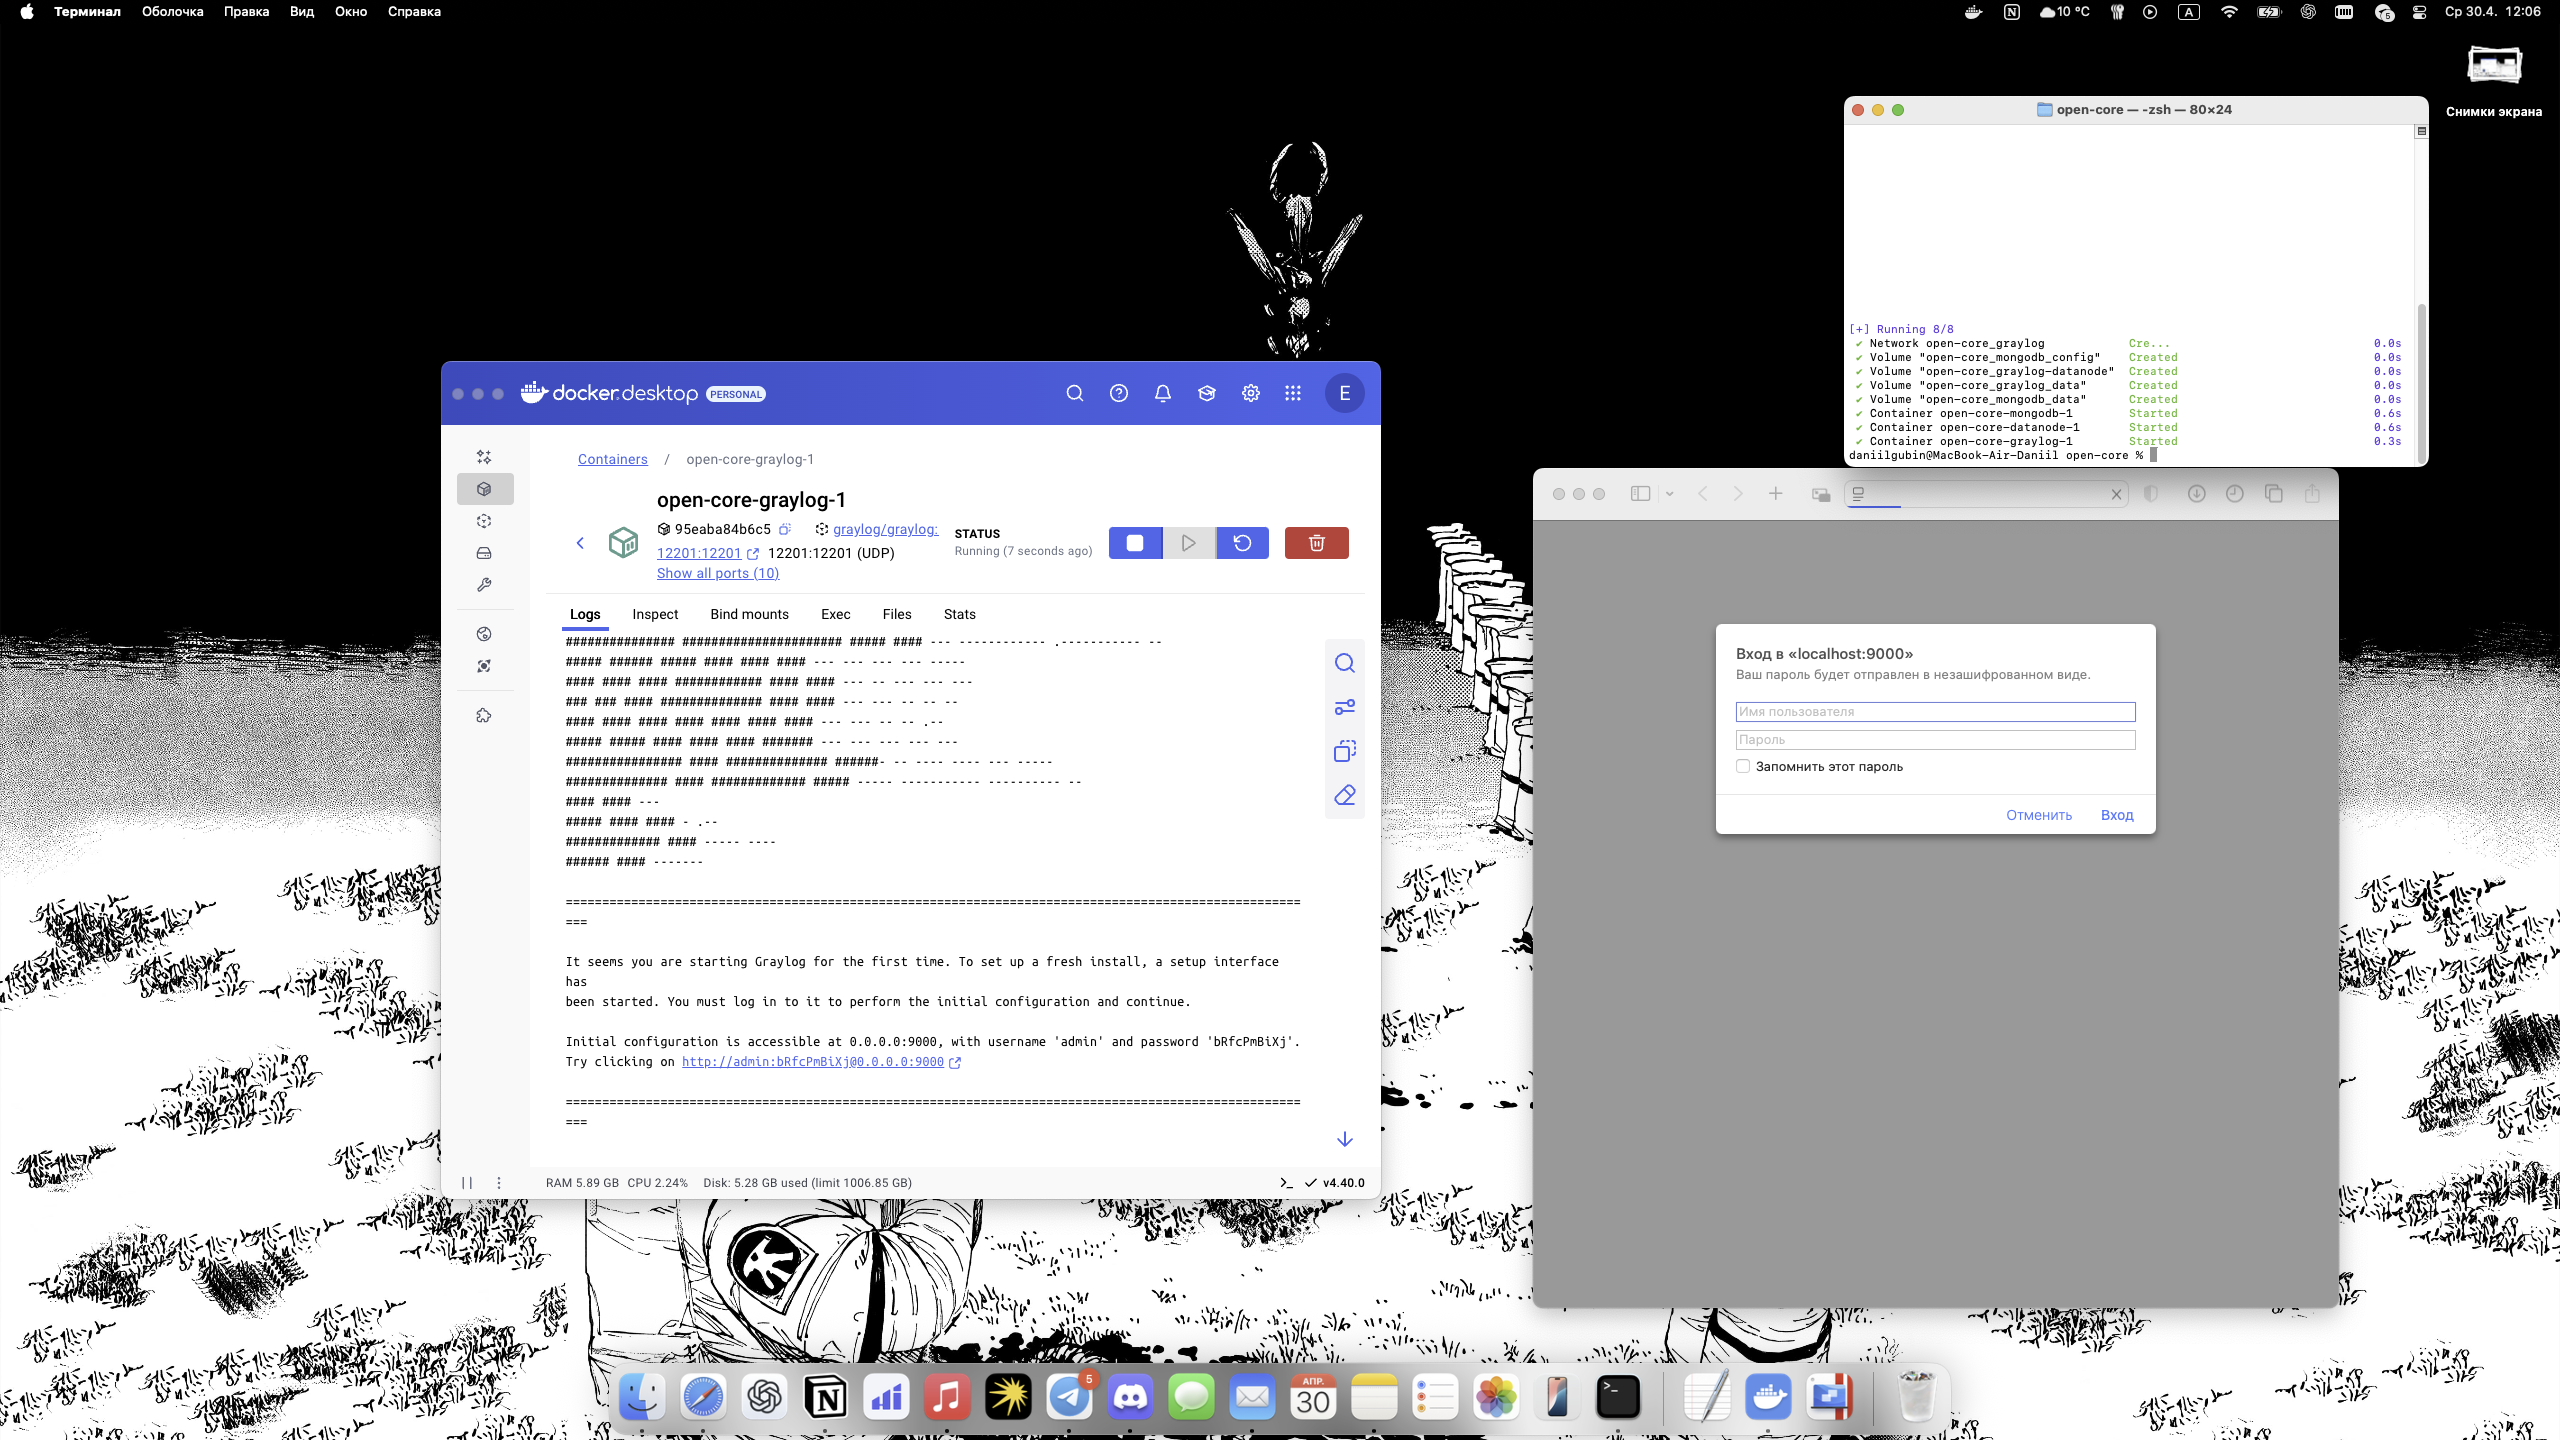 Терминал Оболочка Правка Вид Окно Справка
10 °C A 5 Ср 30.4. 12:06
Снимки экрана
open-core — -zsh — 80×24
[+] Running 8/8
✔ Network open-core_graylog Cre... 0.0s
✔ Volume "open-core_mongodb_config" Created 0.0s
✔ Volume "open-core_graylog-datanode" Created 0.0s
✔ Volume "open-core_graylog_data" Created 0.0s
✔ Volume "open-core_mongodb_data" Created 0.0s
✔ Container open-core-mongodb-1 Started 0.6s
✔ Container open-core-datanode-1 Started 0.6s
✔ Container open-core-graylog-1 Started 0.3s
daniilgubin@MacBook-Air-Daniil open-core %
docker desktop PERSONAL E
Containers / open-core-graylog-1
open-core-graylog-1
95eaba84b6c5 graylog/graylog:
12201:12201 12201:12201 (UDP)
Show all ports (10)
STATUS
Running (7 seconds ago)
Logs Inspect Bind mounts Exec Files Stats
############### ###################### ##### #### --- ------------ .----------- --
##### ###### ##### #### #### #### --- --- --- --- -----
#### #### #### ############ #### #### --- -- --- --- ---
### ### #### ############## #### #### --- --- -- -- --
#### #### #### #### #### #### #### --- --- -- -- .--
##### ##### #### #### #### ####### --- --- --- --- ---
################ #### ############## ######- -- ---- ---- --- -----
############## #### ############# ##### ----- ----------- ---------- --
#### #### ---
##### #### #### - .--
############# #### ----- ----
###### #### -------
=====================================================================================================
===
It seems you are starting Graylog for the first time. To set up a fresh install, a setup interface
has
been started. You must log in to it to perform the initial configuration and continue.
Initial configuration is accessible at 0.0.0.0:9000, with username 'admin' and password 'bRfcPmBiXj'.
Try clicking on http://admin:bRfcPmBiXj@0.0.0.0:9000
=====================================================================================================
===
RAM 5.89 GB CPU 2.24% Disk: 5.28 GB used (limit 1006.85 GB) v4.40.0
Вход в «localhost:9000»
Ваш пароль будет отправлен в незашифрованном виде.
Имя пользователя
Пароль
Запомнить этот пароль
Отменить Вход
5
АПР.
30